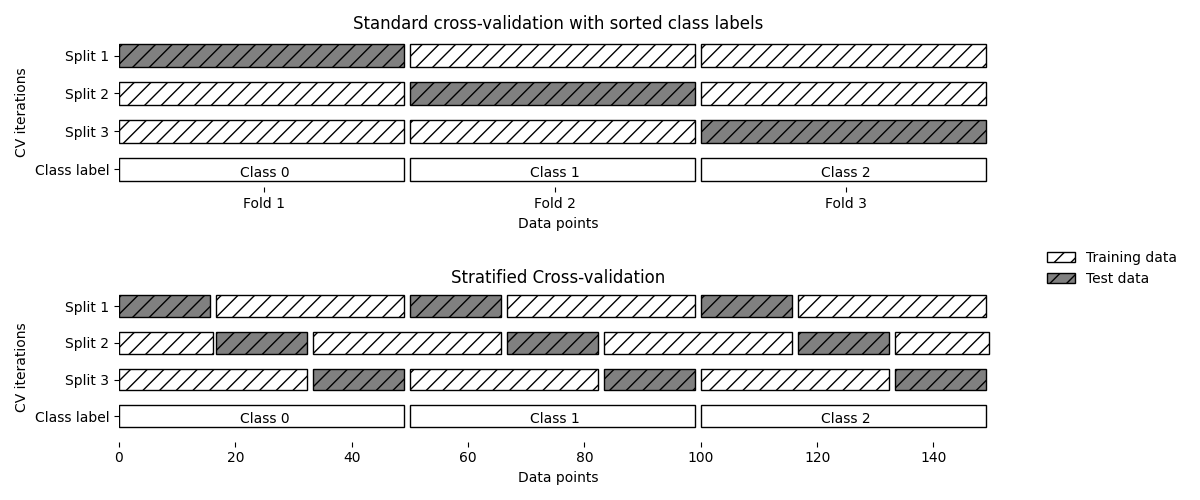 Standard cross-validation with sorted class labels
CV iterations
Split 1
Split 2
Split 3
Class label
Class 0 Class 1 Class 2
Fold 1 Fold 2 Fold 3
Data points
Training data
Test data
Stratified Cross-validation
CV iterations
Split 1
Split 2
Split 3
Class label
Class 0 Class 1 Class 2
0 20 40 60 80 100 120 140
Data points